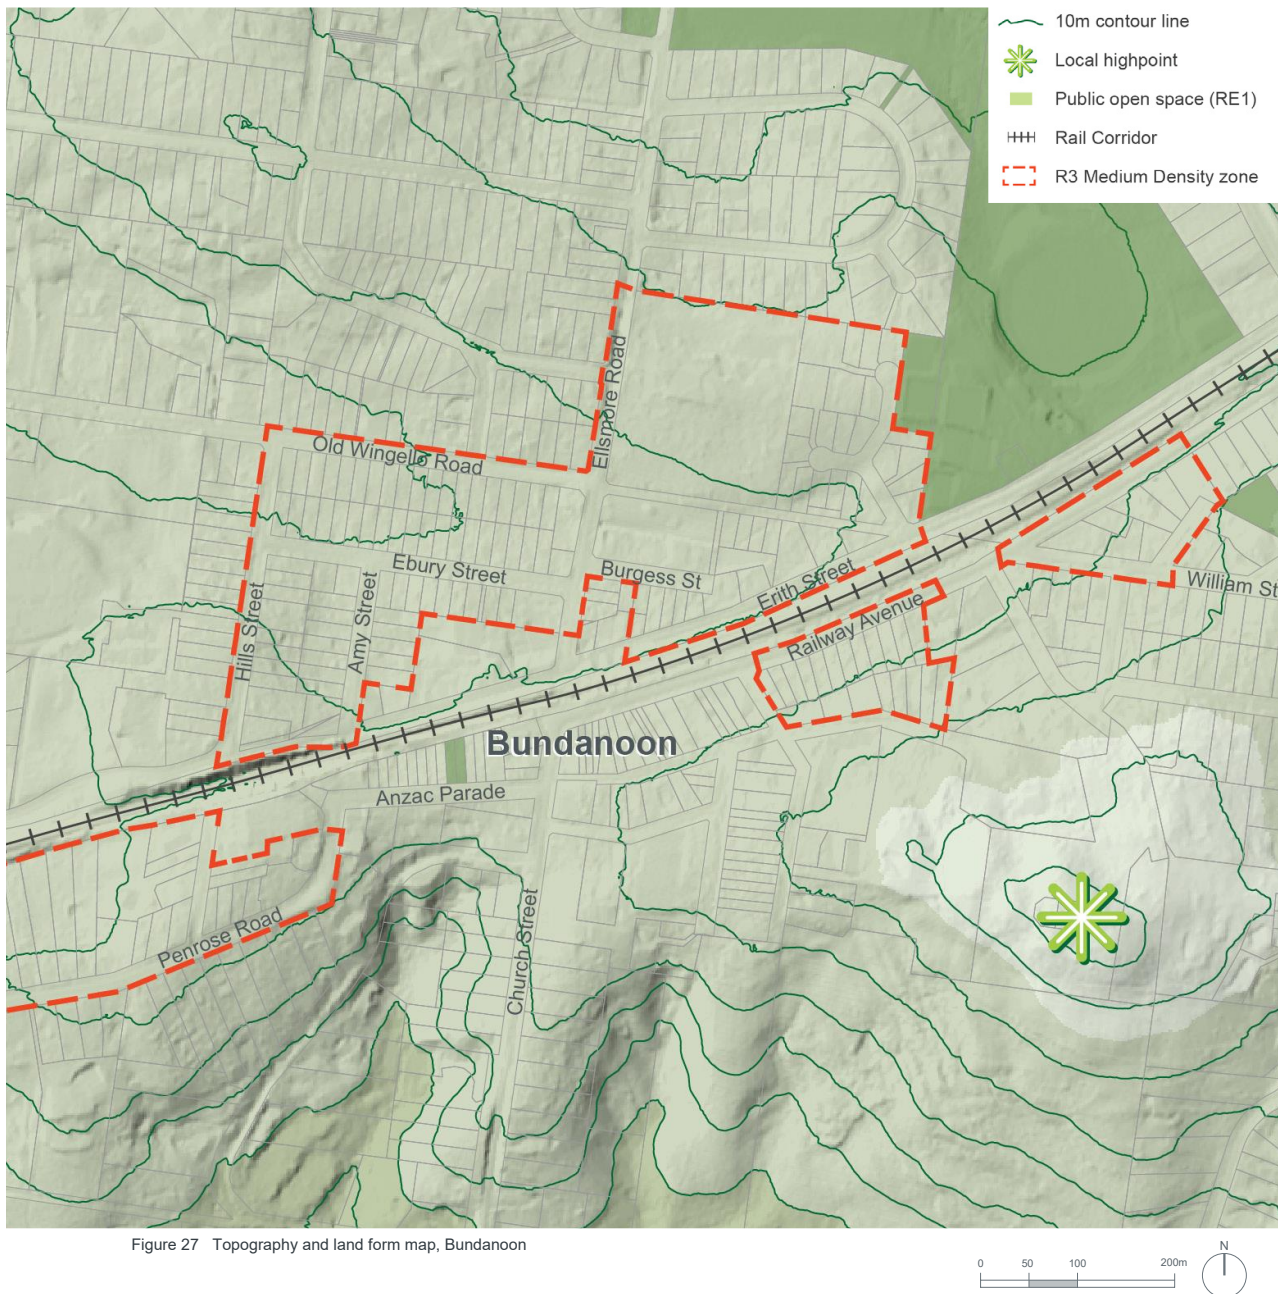 10m contour line
Local highpoint
Public open space (RE1)
Rail Corridor
R3 Medium Density zone
Ellsmore Road
Old Wingello Road
Ebury Street
Burgess St
Erith Street
William St
Hills Street
Amy Street
Railway Avenue
Bundanoon
Anzac Parade
Church Street
Penrose Road
Figure 27 Topography and land form map, Bundanoon
N
0 50 100 200m